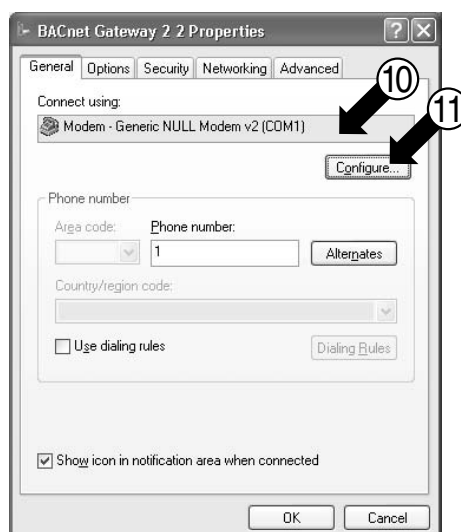 BACnet Gateway 2 2 Properties
General Options Security Networking Advanced
⑩
Connect using:
⑪
Modem - Generic NULL Modem v2 (COM1)
Configure...
Phone number
Area code: Phone number:
1
Alternates
Country/region code:
Use dialing rules
Dialing Rules
Show icon in notification area when connected
OK Cancel